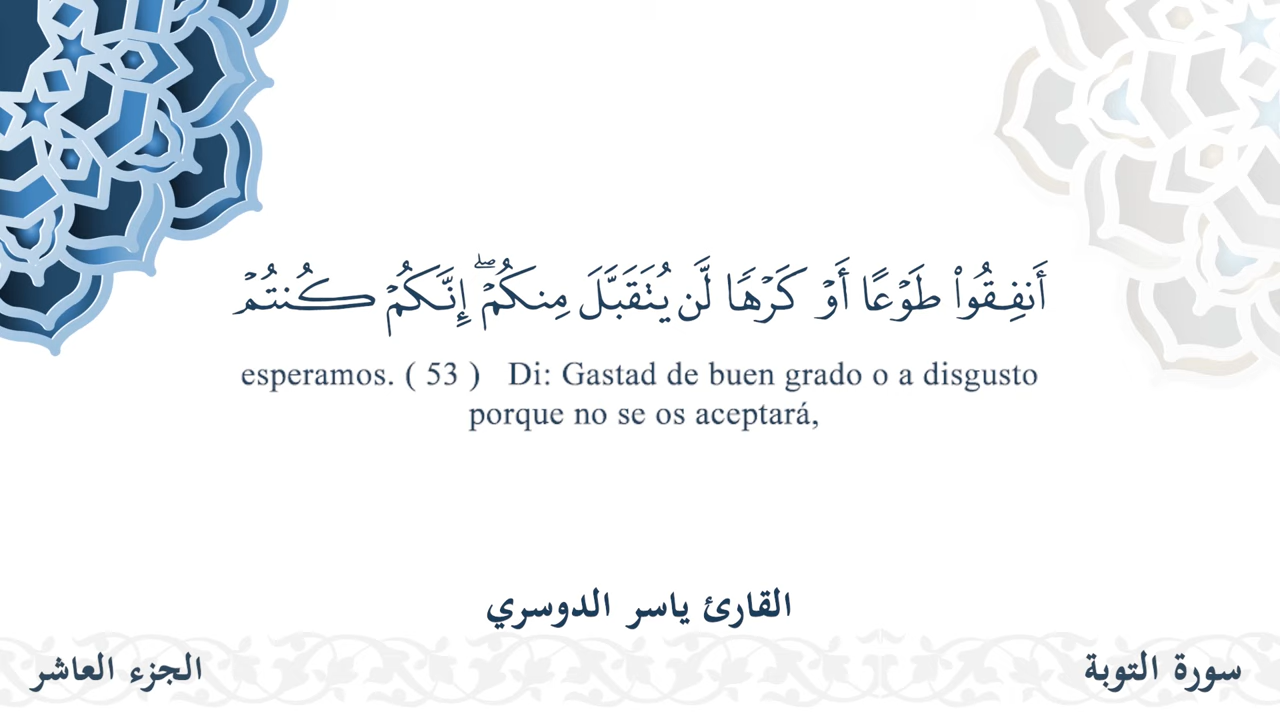 أَنفِقُوا۟ طَوْعًا أَوْ كَرْهًا لَّن يُتَقَبَّلَ مِنكُمْ ۖ إِنَّكُمْ كُنتُمْ
esperamos. ( 53 ) Di: Gastad de buen grado o a disgusto
porque no se os aceptará,
القارئ ياسر الدوسري
سورة التوبة
الجزء العاشر